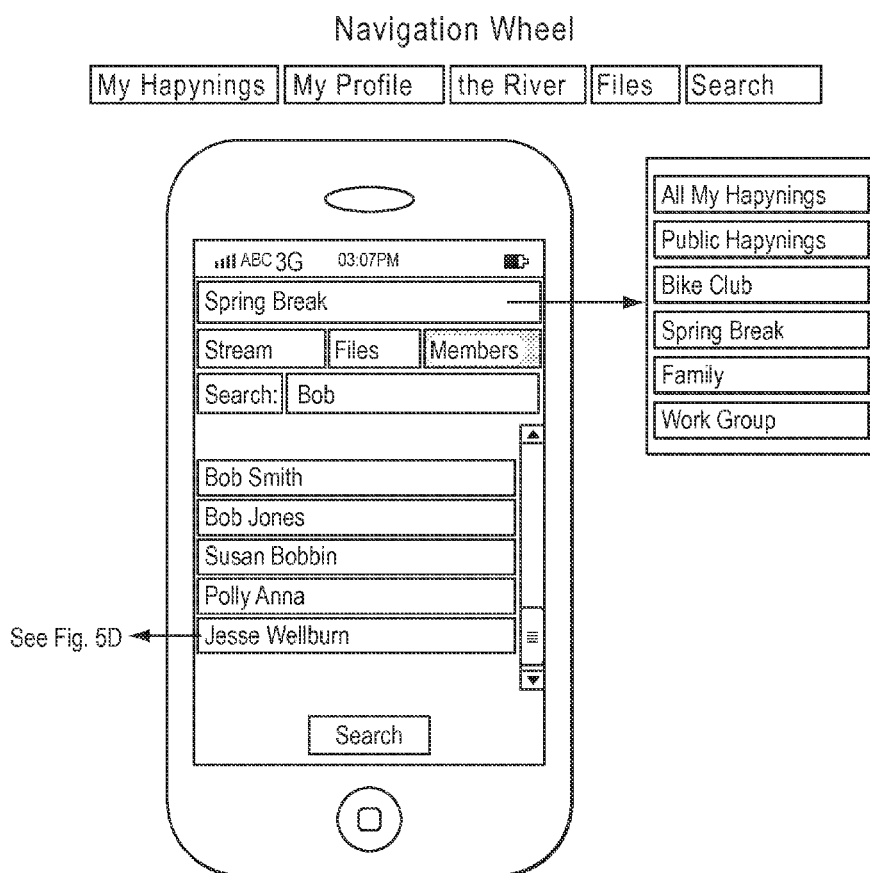 Navigation Wheel
My Hapynings My Profile the River Files Search
ABC 3G 03:07PM
Spring Break
Stream Files Members
Search: Bob
Bob Smith
Bob Jones
Susan Bobbin
Polly Anna
Jesse Wellburn
Search
All My Hapynings
Public Hapynings
Bike Club
Spring Break
Family
Work Group
See Fig. 5D